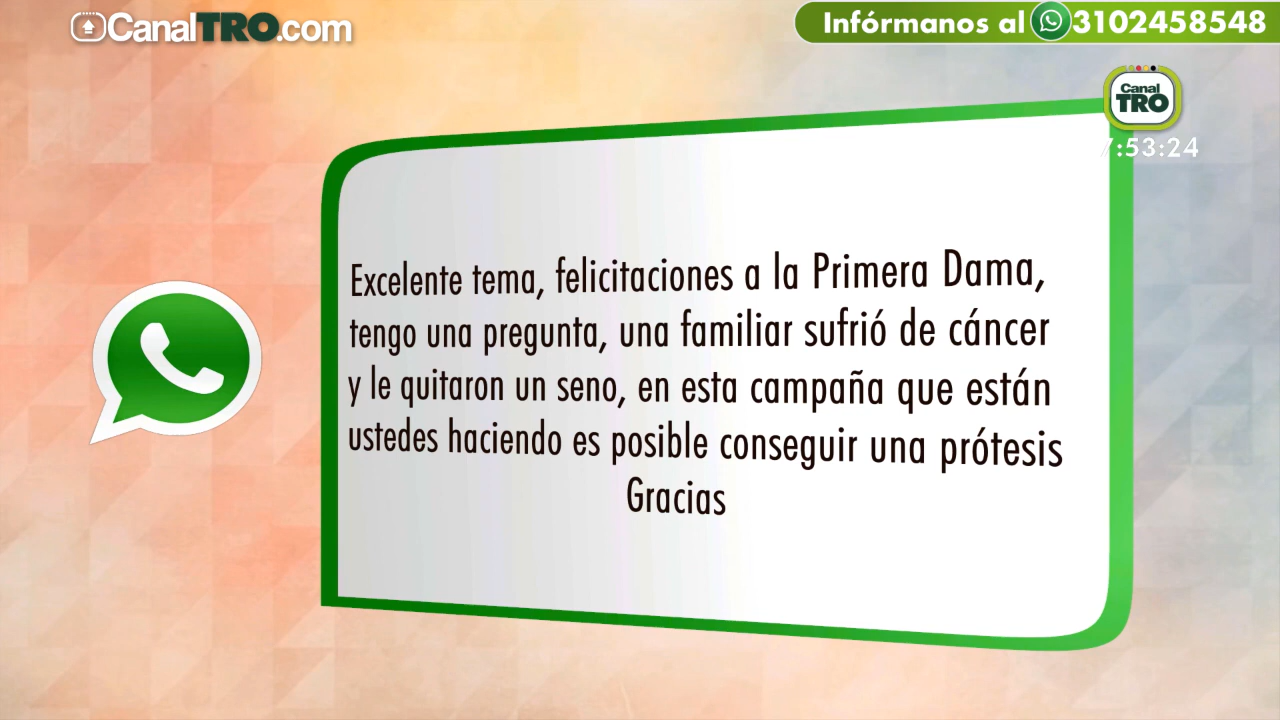 CanalTRO.com
Infórmanos al 3102458548
Canal
TRO
7:53:24
Excelente tema, felicitaciones a la Primera Dama,
tengo una pregunta, una familiar sufrió de cáncer
y le quitaron un seno, en esta campaña que están
ustedes haciendo es posible conseguir una prótesis
Gracias